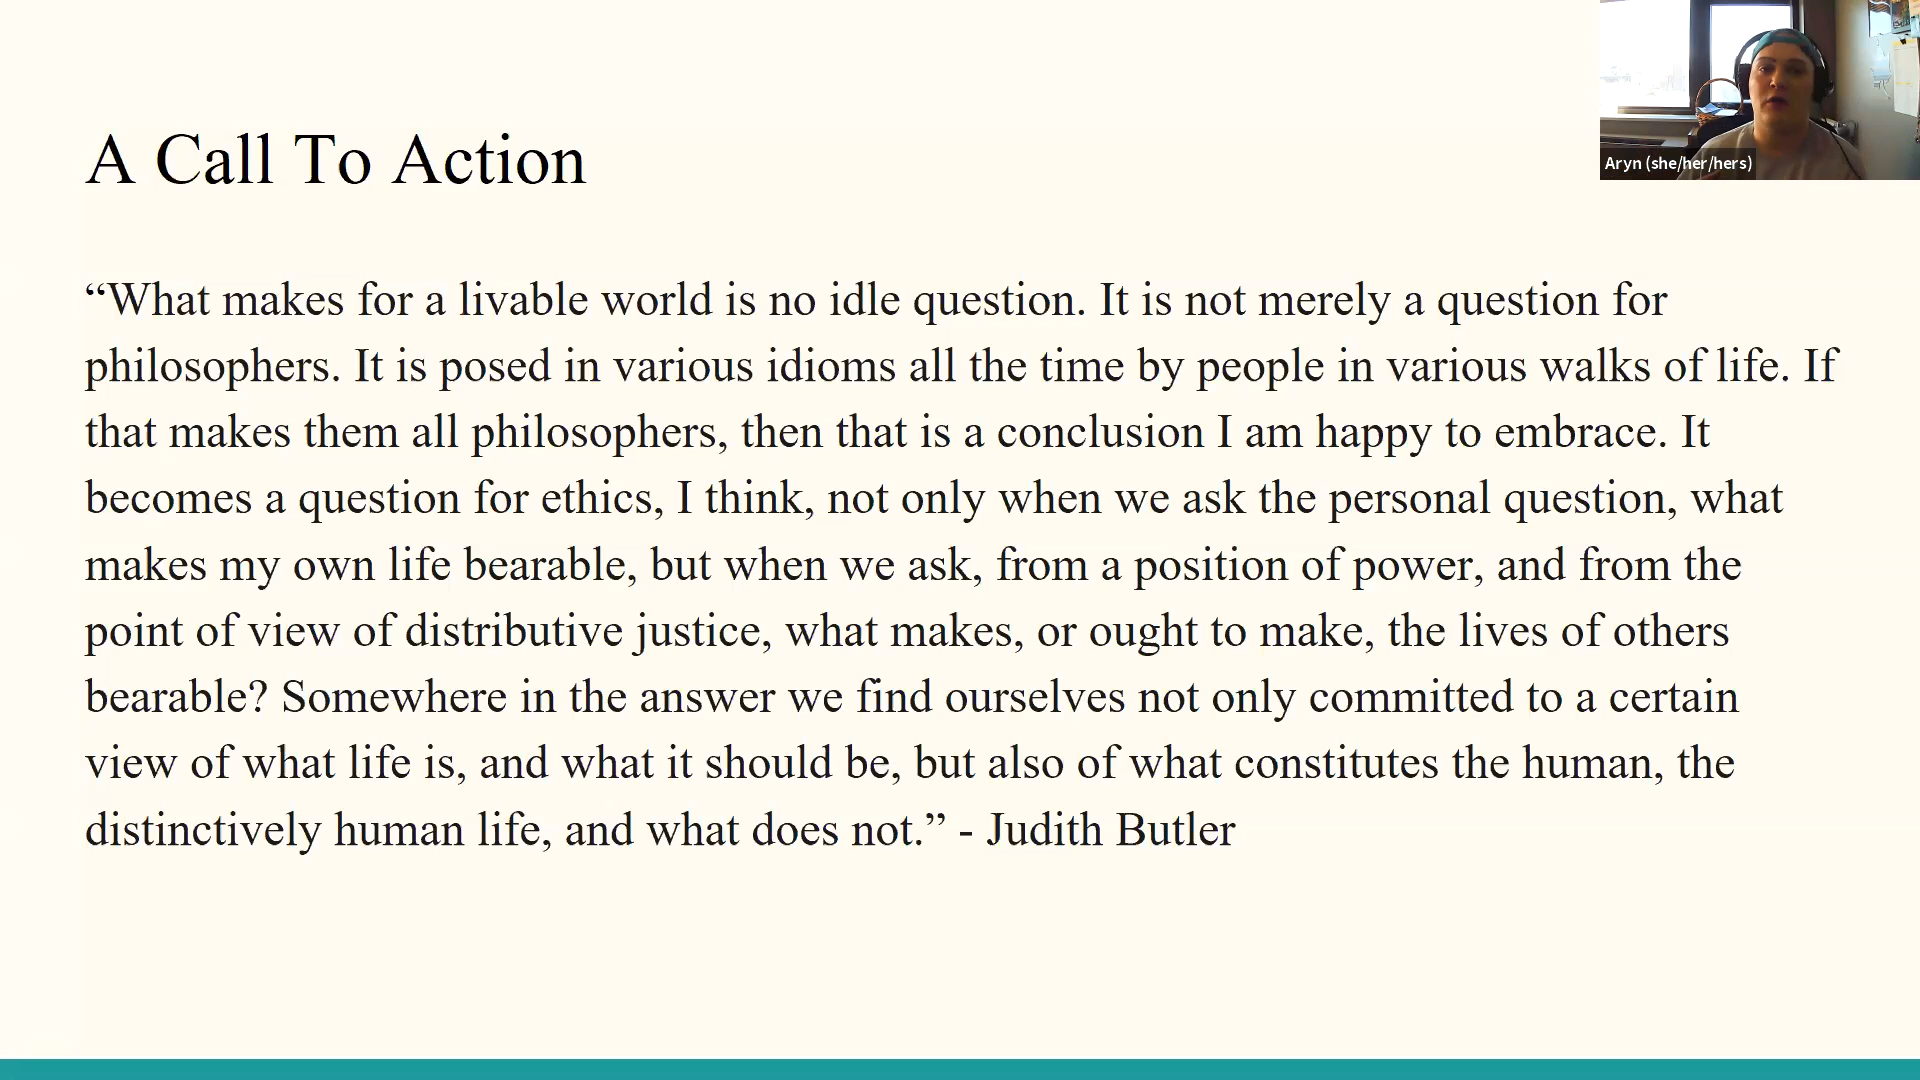 A Call To Action
“What makes for a livable world is no idle question. It is not merely a question for
philosophers. It is posed in various idioms all the time by people in various walks of life. If
that makes them all philosophers, then that is a conclusion I am happy to embrace. It
becomes a question for ethics, I think, not only when we ask the personal question, what
makes my own life bearable, but when we ask, from a position of power, and from the
point of view of distributive justice, what makes, or ought to make, the lives of others
bearable? Somewhere in the answer we find ourselves not only committed to a certain
view of what life is, and what it should be, but also of what constitutes the human, the
distinctively human life, and what does not.” - Judith Butler
Aryn (she/her/hers)